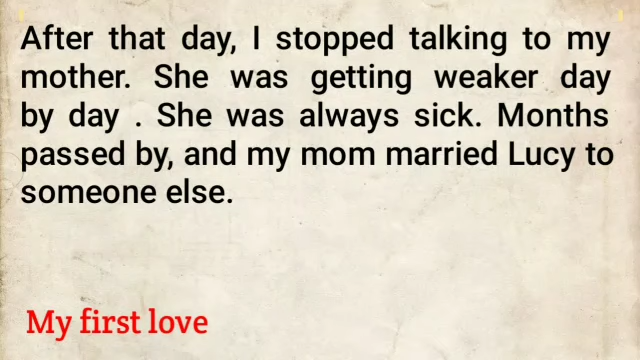 After that day, I stopped talking to my
mother. She was getting weaker day
by day . She was always sick. Months
passed by, and my mom married Lucy to
someone else.
My first love